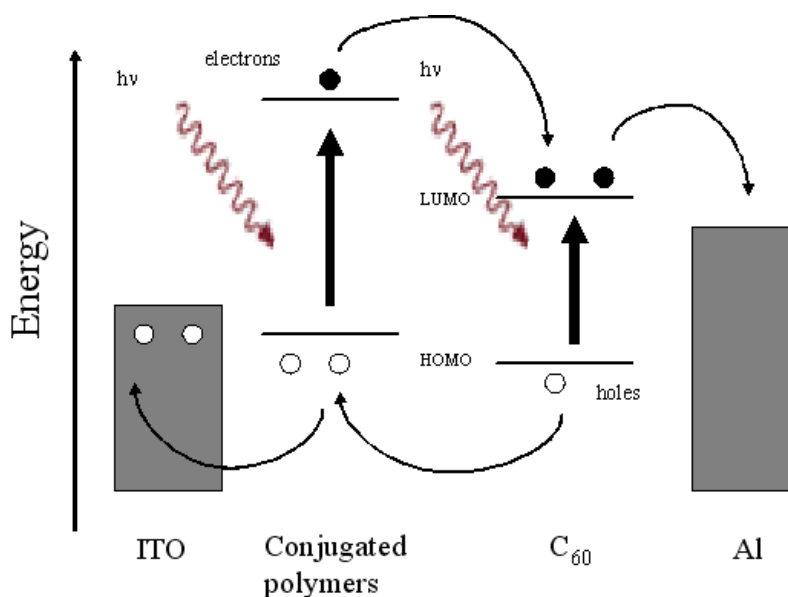 electrons
hν
hν
LUMO
Energy
HOMO
holes
ITO
Conjugated
polymers
C₆₀
Al